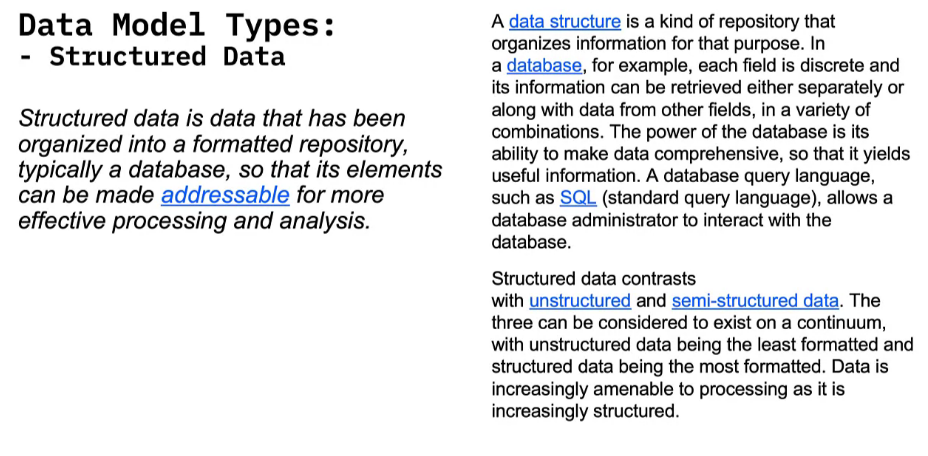 Data Model Types:
- Structured Data
Structured data is data that has been
organized into a formatted repository,
typically a database, so that its elements
can be made addressable for more
effective processing and analysis.
A data structure is a kind of repository that
organizes information for that purpose. In
a database, for example, each field is discrete and
its information can be retrieved either separately or
along with data from other fields, in a variety of
combinations. The power of the database is its
ability to make data comprehensive, so that it yields
useful information. A database query language,
such as SQL (standard query language), allows a
database administrator to interact with the
database.
Structured data contrasts
with unstructured and semi-structured data. The
three can be considered to exist on a continuum,
with unstructured data being the least formatted and
structured data being the most formatted. Data is
increasingly amenable to processing as it is
increasingly structured.